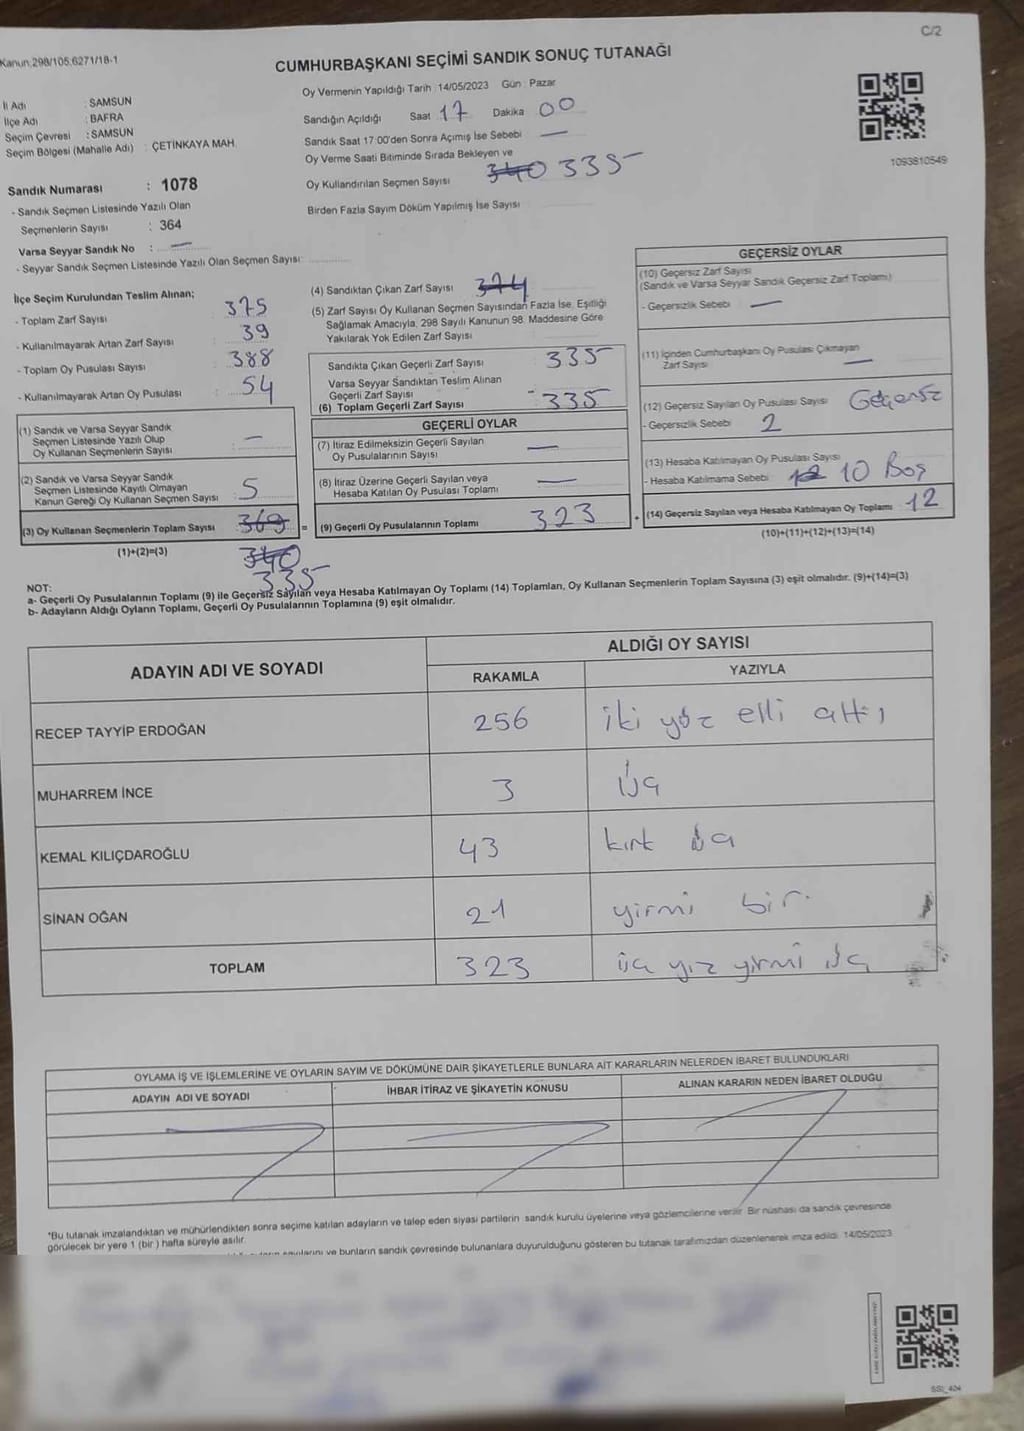 C/2
Kanun:298/105;6271/18-1
CUMHURBAŞKANI SEÇİMİ SANDIK SONUÇ TUTANAĞI
İl Adı : SAMSUN
İlçe Adı : BAFRA
Seçim Çevresi : SAMSUN
Seçim Bölgesi (Mahalle Adı) : ÇETİNKAYA MAH.
Sandık Numarası : 1078
- Sandık Seçmen Listesinde Yazılı Olan
Seçmenlerin Sayısı : 364
Varsa Seyyar Sandık No : —
- Seyyar Sandık Seçmen Listesinde Yazılı Olan Seçmen Sayısı:
Oy Vermenin Yapıldığı Tarih :14/05/2023 Gün : Pazar
Sandığın Açıldığı Saat 17 Dakika 00
Sandık Saat 17:00'den Sonra Açımış İse Sebebi —
Oy Verme Saati Bitiminde Sırada Bekleyen ve
Oy Kullandırılan Seçmen Sayısı 340 335
Birden Fazla Sayım Döküm Yapılmış İse Sayısı
1093810549
İlçe Seçim Kurulundan Teslim Alınan;
- Toplam Zarf Sayısı : 375
- Kullanılmayarak Artan Zarf Sayısı : 39
- Toplam Oy Pusulası Sayısı : 388
- Kullanılmayarak Artan Oy Pusulası : 54
(1) Sandık ve Varsa Seyyar Sandık
Seçmen Listesinde Yazılı Olup
Oy Kullanan Seçmenlerin Sayısı : —
(2) Sandık ve Varsa Seyyar Sandık
Seçmen Listesinde Kayıtlı Olmayan
Kanun Gereği Oy Kullanan Seçmen Sayısı : 5
(3) Oy Kullanan Seçmenlerin Toplam Sayısı : 369 =
(1)+(2)=(3) 340
335
(4) Sandıktan Çıkan Zarf Sayısı : 374
(5) Zarf Sayısı Oy Kullanan Seçmen Sayısından Fazla İse, Eşitliği
Sağlamak Amacıyla, 298 Sayılı Kanunun 98. Maddesine Göre
Yakılarak Yok Edilen Zarf Sayısı
Sandıkta Çıkan Geçerli Zarf Sayısı 335
Varsa Seyyar Sandıktan Teslim Alınan
Geçerli Zarf Sayısı
(6) Toplam Geçerli Zarf Sayısı 335
GEÇERLİ OYLAR
(7) İtiraz Edilmeksizin Geçerli Sayılan
Oy Pusulalarının Sayısı —
(8) İtiraz Üzerine Geçerli Sayılan veya
Hesaba Katılan Oy Pusulası Toplamı —
(9) Geçerli Oy Pusulalarının Toplamı 323 +
GEÇERSİZ OYLAR
(10) Geçersiz Zarf Sayısı
(Sandık ve Varsa Seyyar Sandık Geçersiz Zarf Toplamı)
- Geçersizlik Sebebi : —
(11) İçinden Cumhurbaşkanı Oy Pusulası Çıkmayan
Zarf Sayısı : —
(12) Geçersiz Sayılan Oy Pusulası Sayısı Geçersiz
- Geçersizlik Sebebi : 2
(13) Hesaba Katılmayan Oy Pusulası Sayısı :
- Hesaba Katılmama Sebebi : 12 10 Boş
(14) Geçersiz Sayılan veya Hesaba Katılmayan Oy Toplamı : 12
(10)+(11)+(12)+(13)=(14)
NOT:
a- Geçerli Oy Pusulalarının Toplamı (9) ile Geçersiz Sayılan veya Hesaba Katılmayan Oy Toplamı (14) Toplamları, Oy Kullanan Seçmenlerin Toplam Sayısına (3) eşit olmalıdır. (9)+(14)=(3)
b- Adayların Aldığı Oyların Toplamı, Geçerli Oy Pusulalarının Toplamına (9) eşit olmalıdır.
ADAYIN ADI VE SOYADI
ALDIĞI OY SAYISI
RAKAMLA YAZIYLA
RECEP TAYYİP ERDOĞAN 256 iki yüz elli altı
MUHARREM İNCE 3 üç
KEMAL KILIÇDAROĞLU 43 kırk üç
SİNAN OĞAN 21 yirmi bir
TOPLAM 323 üç yüz yirmi üç
OYLAMA İŞ VE İŞLEMLERİNE VE OYLARIN SAYIM VE DÖKÜMÜNE DAİR ŞİKAYETLERLE BUNLARA AİT KARARLARIN NELERDEN İBARET BULUNDUKLARI
ADAYIN ADI VE SOYADI İHBAR İTİRAZ VE ŞİKAYETİN KONUSU ALINAN KARARIN NEDEN İBARET OLDUĞU
*Bu tutanak imzalandıktan ve mühürlendikten sonra seçime katılan adayların ve talep eden siyasi partilerin sandık kurulu üyelerine veya gözlemcilerine verilir. Bir nüshası da sandık çevresinde
görülecek bir yere 1 (bir) hafta süreyle asılır.
ve bunların sandık çevresinde bulunanlara duyurulduğunu gösteren bu tutanak tarafımızdan düzenlenerek imza edildi. 14/05/2023
SSI_404